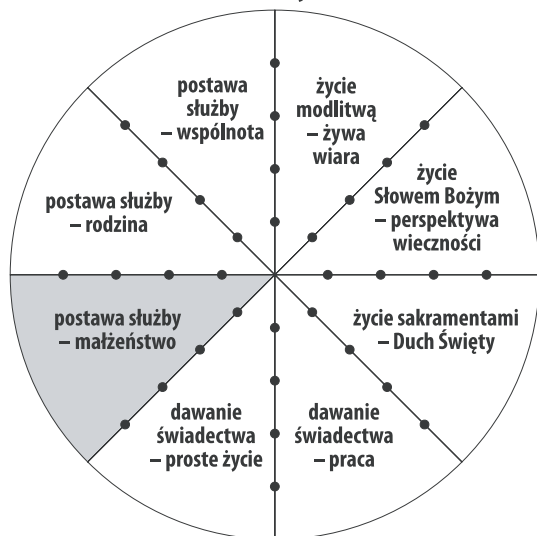 postawa
służby
– wspólnota
życie
modlitwą
– żywa
wiara
życie
Słowem Bożym
– perspektywa
wieczności
postawa służby
– rodzina
postawa służby
– małżeństwo
życie sakramentami
– Duch Święty
dawanie
świadectwa
– proste życie
dawanie
świadectwa
– praca